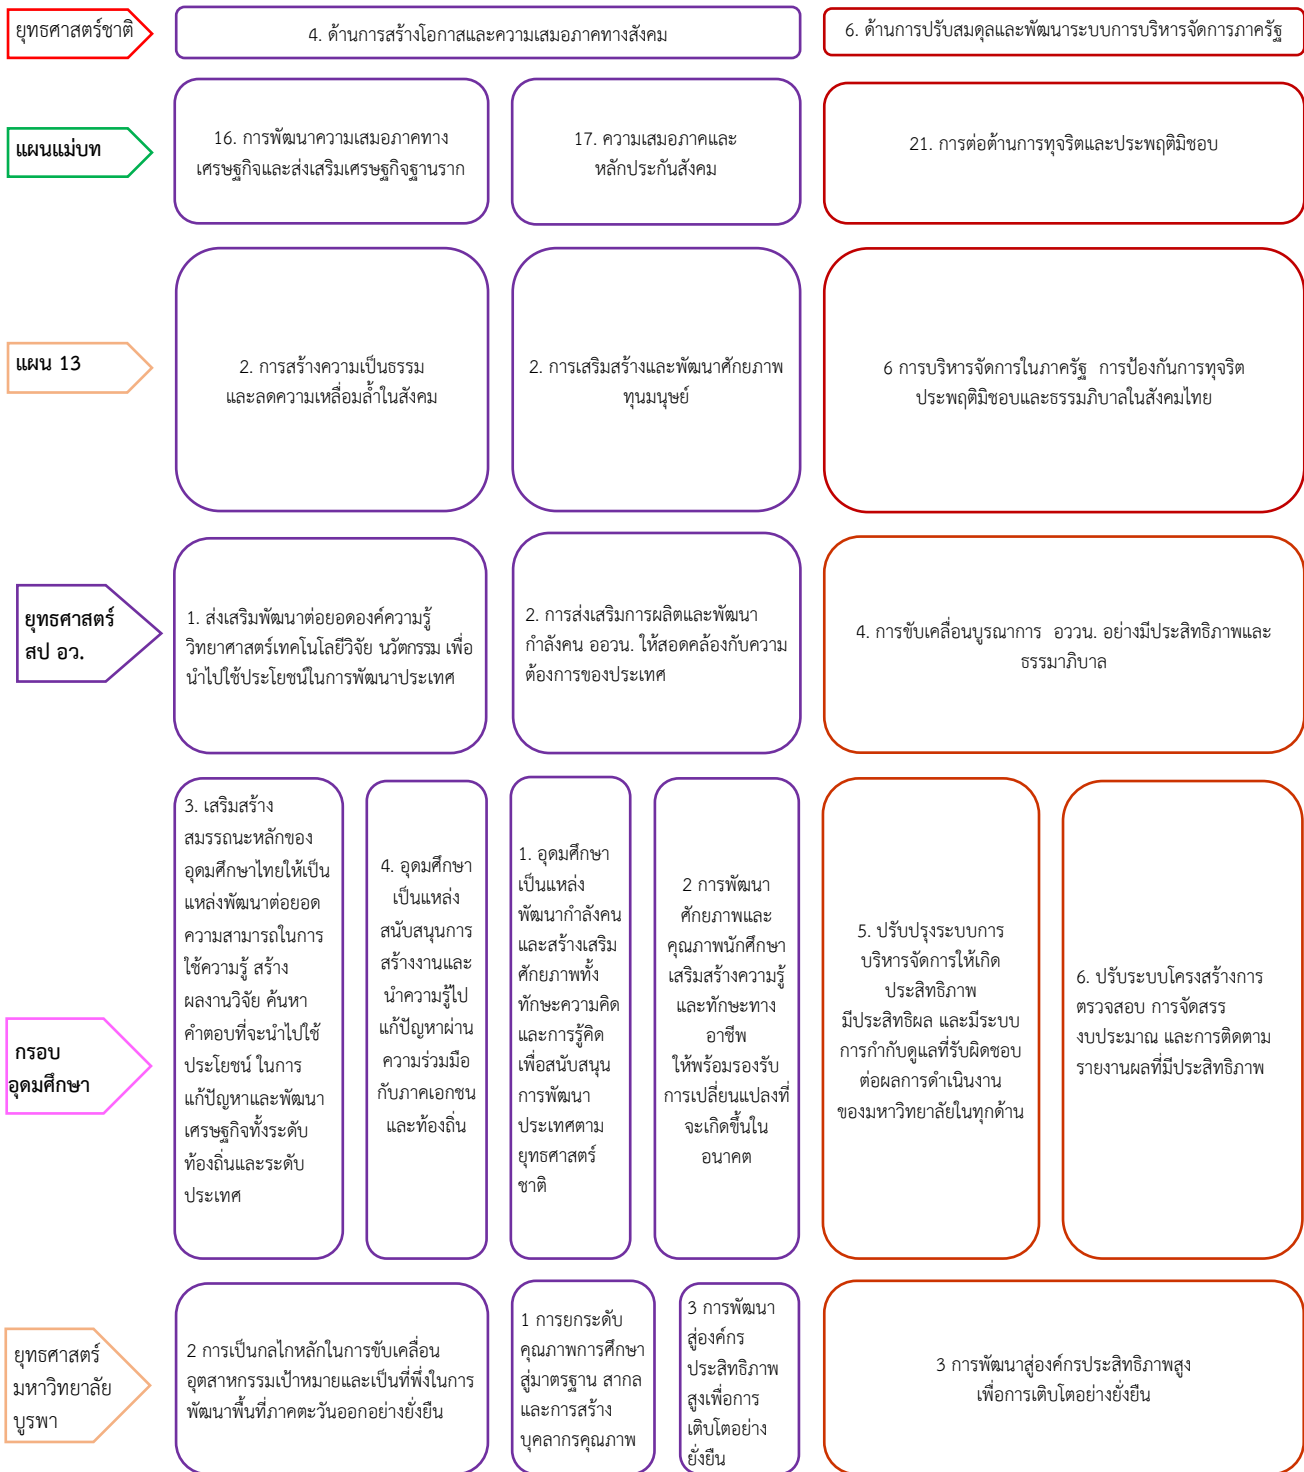 ยุทธศาสตร์ชาติ
4. ด้านการสร้างโอกาสและความเสมอภาคทางสังคม
6. ด้านการปรับสมดุลและพัฒนาระบบการบริหารจัดการภาครัฐ
แผนแม่บท
16. การพัฒนาความเสมอภาคทาง
เศรษฐกิจและส่งเสริมเศรษฐกิจฐานราก
17. ความเสมอภาคและ
หลักประกันสังคม
21. การต่อต้านการทุจริตและประพฤติมิชอบ
แผน 13
2. การสร้างความเป็นธรรม
และลดความเหลื่อมล้ำในสังคม
2. การเสริมสร้างและพัฒนาศักยภาพ
ทุนมนุษย์
6 การบริหารจัดการในภาครัฐ การป้องกันการทุจริต
ประพฤติมิชอบและธรรมภิบาลในสังคมไทย
ยุทธศาสตร์
สป อว.
1. ส่งเสริมพัฒนาต่อยอดองค์ความรู้
วิทยาศาสตร์เทคโนโลยีวิจัย นวัตกรรม เพื่อ
นำไปใช้ประโยชน์ในการพัฒนาประเทศ
2. การส่งเสริมการผลิตและพัฒนา
กำลังคน ออวน. ให้สอดคล้องกับความ
ต้องการของประเทศ
4. การขับเคลื่อนบูรณาการ อววน. อย่างมีประสิทธิภาพและ
ธรรมาภิบาล
กรอบ
อุดมศึกษา
3. เสริมสร้าง
สมรรถนะหลักของ
อุดมศึกษาไทยให้เป็น
แหล่งพัฒนาต่อยอด
ความสามารถในการ
ใช้ความรู้ สร้าง
ผลงานวิจัย ค้นหา
คำตอบที่จะนำไปใช้
ประโยชน์ ในการ
แก้ปัญหาและพัฒนา
เศรษฐกิจทั้งระดับ
ท้องถิ่นและระดับ
ประเทศ
4. อุดมศึกษา
เป็นแหล่ง
สนับสนุนการ
สร้างงานและ
นำความรู้ไป
แก้ปัญหาผ่าน
ความร่วมมือ
กับภาคเอกชน
และท้องถิ่น
1. อุดมศึกษา
เป็นแหล่ง
พัฒนากำลังคน
และสร้างเสริม
ศักยภาพทั้ง
ทักษะความคิด
และการรู้คิด
เพื่อสนับสนุน
การพัฒนา
ประเทศตาม
ยุทธศาสตร์
ชาติ
2 การพัฒนา
ศักยภาพและ
คุณภาพนักศึกษา
เสริมสร้างความรู้
และทักษะทาง
อาชีพ
ให้พร้อมรองรับ
การเปลี่ยนแปลงที่
จะเกิดขึ้นใน
อนาคต
5. ปรับปรุงระบบการ
บริหารจัดการให้เกิด
ประสิทธิภาพ
มีประสิทธิผล และมีระบบ
การกำกับดูแลที่รับผิดชอบ
ต่อผลการดำเนินงาน
ของมหาวิทยาลัยในทุกด้าน
6. ปรับระบบโครงสร้างการ
ตรวจสอบ การจัดสรร
งบประมาณ และการติดตาม
รายงานผลที่มีประสิทธิภาพ
ยุทธศาสตร์
มหาวิทยาลัย
บูรพา
2 การเป็นกลไกหลักในการขับเคลื่อน
อุตสาหกรรมเป้าหมายและเป็นที่พึ่งในการ
พัฒนาพื้นที่ภาคตะวันออกอย่างยั่งยืน
1 การยกระดับ
คุณภาพการศึกษา
สู่มาตรฐาน สากล
และการสร้าง
บุคลากรคุณภาพ
3 การพัฒนา
สู่องค์กร
ประสิทธิภาพ
สูงเพื่อการ
เติบโตอย่าง
ยั่งยืน
3 การพัฒนาสู่องค์กรประสิทธิภาพสูง
เพื่อการเติบโตอย่างยั่งยืน